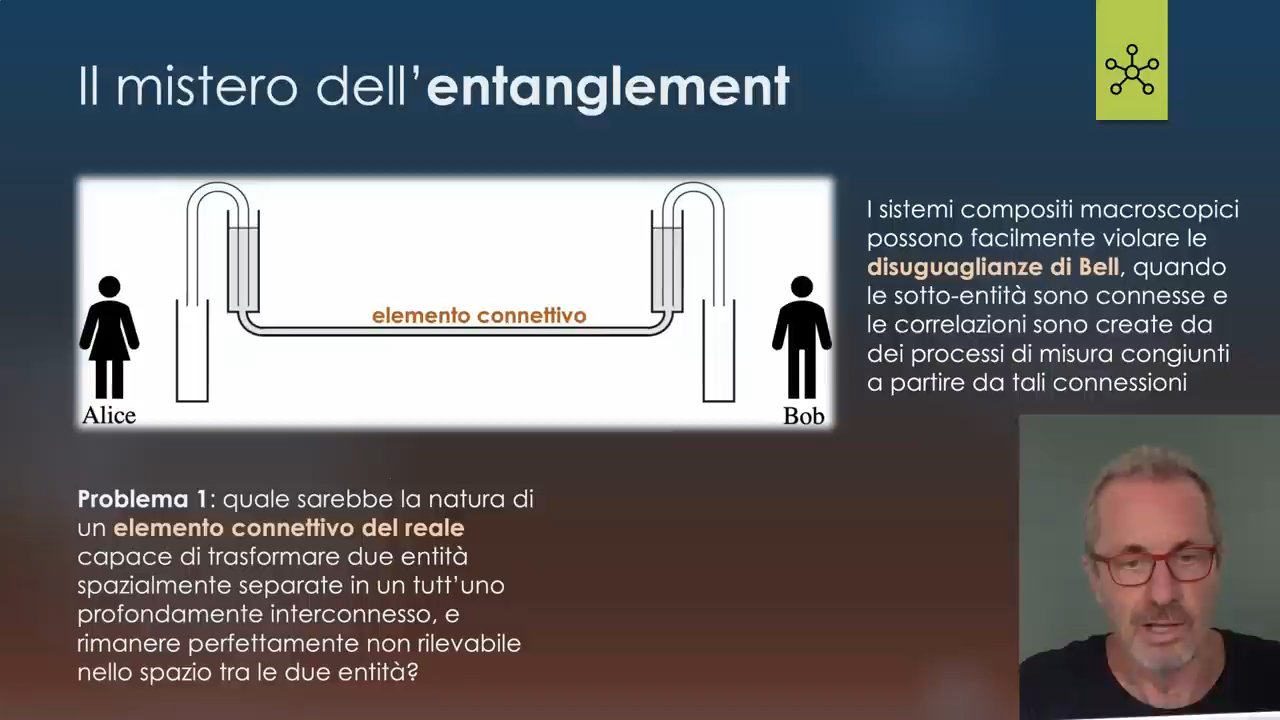 Il mistero dell’entanglement
elemento connettivo
Alice
Bob
I sistemi compositi macroscopici
possono facilmente violare le
disuguaglianze di Bell, quando
le sotto-entità sono connesse e
le correlazioni sono create da
dei processi di misura congiunti
a partire da tali connessioni
Problema 1: quale sarebbe la natura di
un elemento connettivo del reale
capace di trasformare due entità
spazialmente separate in un tutt’uno
profondamente interconnesso, e
rimanere perfettamente non rilevabile
nello spazio tra le due entità?